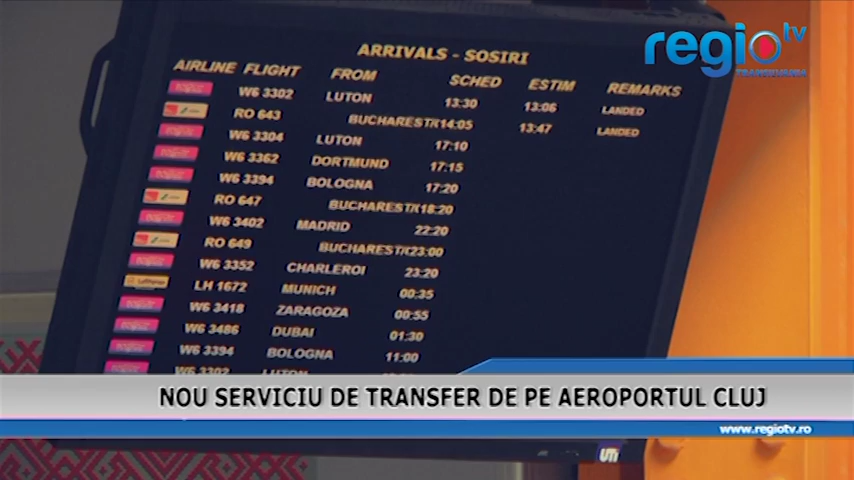 regio tv
TRANSILVANIA
ARRIVALS - SOSIRI
AIRLINE FLIGHT FROM SCHED ESTIM REMARKS
W6 3302 LUTON 13:30 13:06 LANDED
RO 643 BUCHAREST 14:05 13:47 LANDED
W6 3304 LUTON 17:10
W6 3362 DORTMUND 17:15
W6 3394 BOLOGNA 17:20
RO 647 BUCHAREST 18:20
W6 3402 MADRID 22:20
RO 649 BUCHAREST 23:00
W6 3352 CHARLEROI 23:20
LH 1672 MUNICH 00:35
W6 3418 ZARAGOZA 00:55
W6 3486 DUBAI 01:30
W6 3394 BOLOGNA 11:00
W6 3302 LUTON
NOU SERVICIU DE TRANSFER DE PE AEROPORTUL CLUJ
www.regiotv.ro